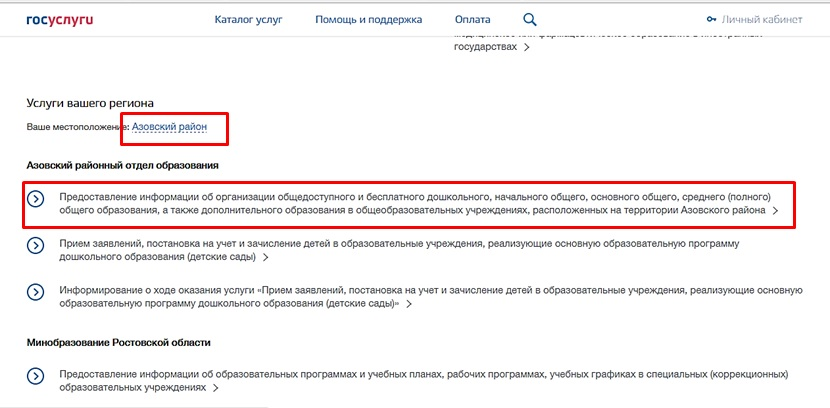 госуслуги Каталог услуг Помощь и поддержка Оплата Личный кабинет
медицинское или фармацевтическое образование в иностранных
государствах
Услуги вашего региона
Ваше местоположение: Азовский район
Азовский районный отдел образования
Предоставление информации об организации общедоступного и бесплатного дошкольного, начального общего, основного общего, среднего (полного)
общего образования, а также дополнительного образования в общеобразовательных учреждениях, расположенных на территории Азовского района
Прием заявлений, постановка на учет и зачисление детей в образовательные учреждения, реализующие основную образовательную программу
дошкольного образования (детские сады)
Информирование о ходе оказания услуги «Прием заявлений, постановка на учет и зачисление детей в образовательные учреждения, реализующие основную
образовательную программу дошкольного образования (детские сады)»
Минобразование Ростовской области
Предоставление информации об образовательных программах и учебных планах, рабочих программах, учебных графиках в специальных (коррекционных)
образовательных учреждениях